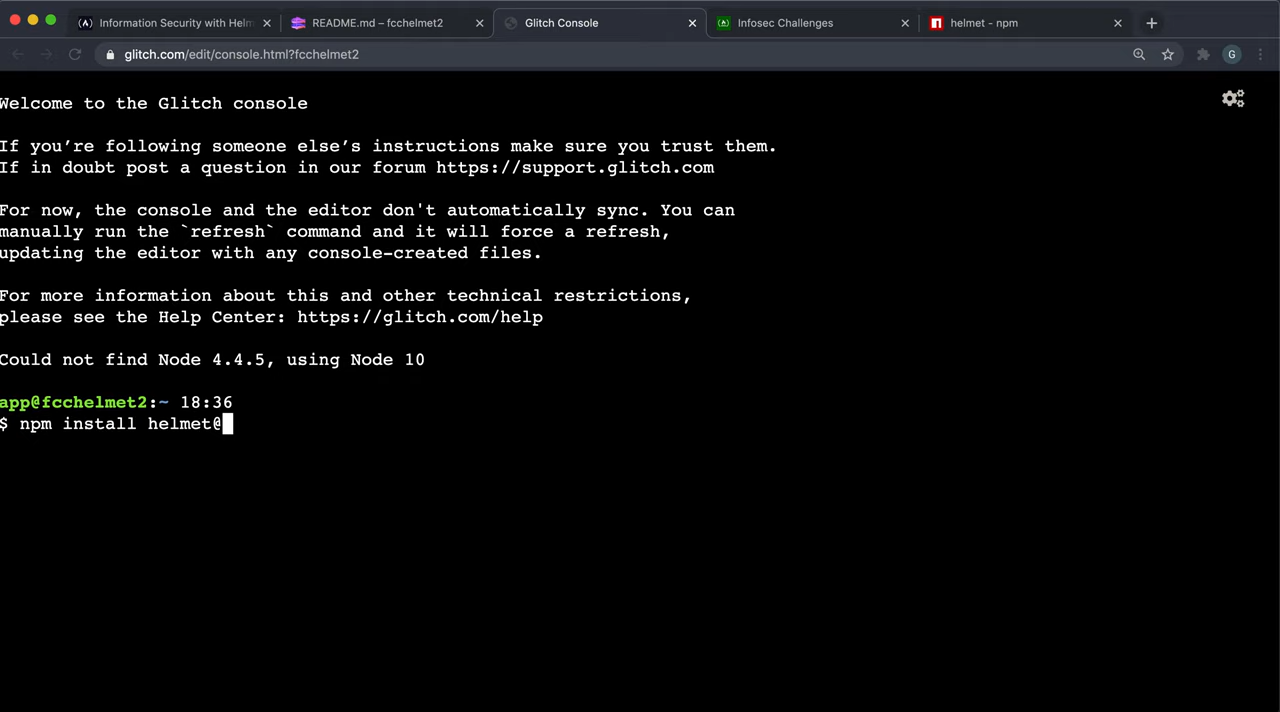 Information Security with Helm
README.md – fcchelmet2
Glitch Console
Infosec Challenges
helmet - npm
glitch.com/edit/console.html?fcchelmet2
G
Welcome to the Glitch console
If you’re following someone else’s instructions make sure you trust them.
If in doubt post a question in our forum https://support.glitch.com
For now, the console and the editor don't automatically sync. You can
manually run the `refresh` command and it will force a refresh,
updating the editor with any console-created files.
For more information about this and other technical restrictions,
please see the Help Center: https://glitch.com/help
Could not find Node 4.4.5, using Node 10
app@fcchelmet2:~ 18:36
$ npm install helmet@